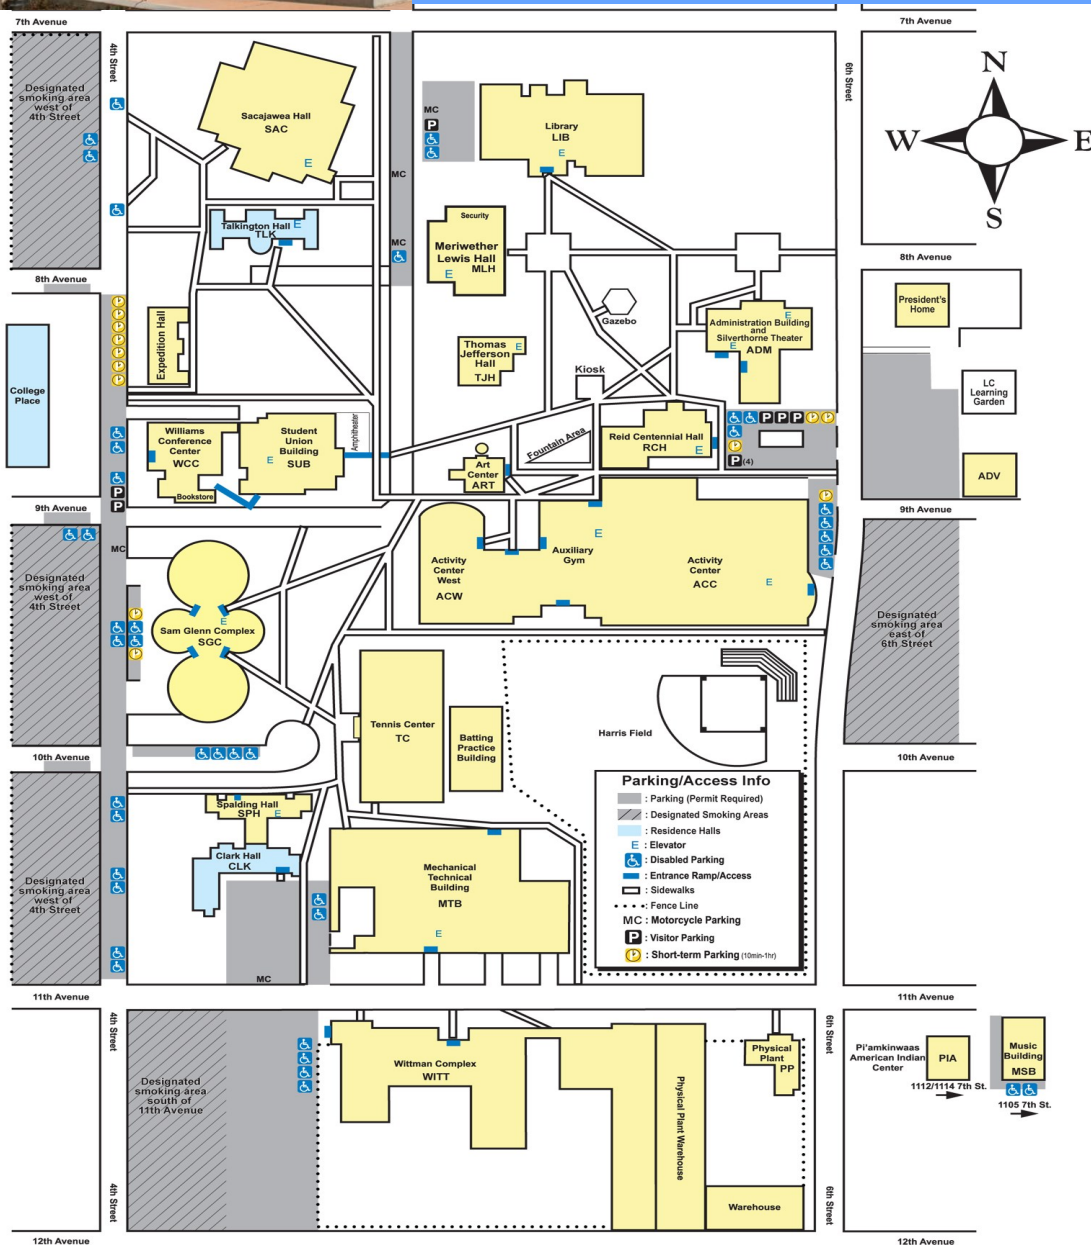 7th Avenue
7th Avenue
4th Street
6th Street
Designated
smoking area
west of
4th Street
Sacajawea Hall
SAC
E
MC
P
Library
LIB
E
N
W
E
S
MC
Talkington Hall
TLK
E
MC
Security
Meriwether
Lewis Hall
MLH
E
8th Avenue
8th Avenue
President's
Home
Gazebo
Expedition Hall
Thomas
Jefferson
Hall
TJH
E
Administration Building
and
Silverthorne Theater
ADM
E
E
College
Place
Kiosk
LC
Learning
Garden
Williams
Conference
Center
WCC
Bookstore
Student
Union
Building
SUB
E
Amphitheater
Fountain Area
Art
Center
ART
Reid Centennial Hall
RCH
E
P P P
P (4)
ADV
P
P
9th Avenue
9th Avenue
MC
Designated
smoking area
west of
4th Street
Sam Glenn Complex
SGC
E
Activity
Center
West
ACW
Auxiliary
Gym
E
Activity
Center
ACC
E
Designated
smoking area
east of
6th Street
Tennis Center
TC
Batting
Practice
Building
Harris Field
10th Avenue
10th Avenue
Spalding Hall
SPH
E
Clark Hall
CLK
Designated
smoking area
west of
4th Street
Mechanical
Technical
Building
MTB
E
MC
Parking/Access Info
: Parking (Permit Required)
: Designated Smoking Areas
: Residence Halls
E : Elevator
: Disabled Parking
: Entrance Ramp/Access
: Sidewalks
: Fence Line
MC : Motorcycle Parking
P : Visitor Parking
: Short-term Parking (10min-1hr)
11th Avenue
11th Avenue
4th Street
6th Street
Designated
smoking area
south of
11th Avenue
Wittman Complex
WITT
Physical Plant Warehouse
Physical
Plant
PP
Pi'amkinwaas
American Indian
Center
PIA
1112/1114 7th St.
Music
Building
MSB
1105 7th St.
Warehouse
4th Street
6th Street
12th Avenue
12th Avenue